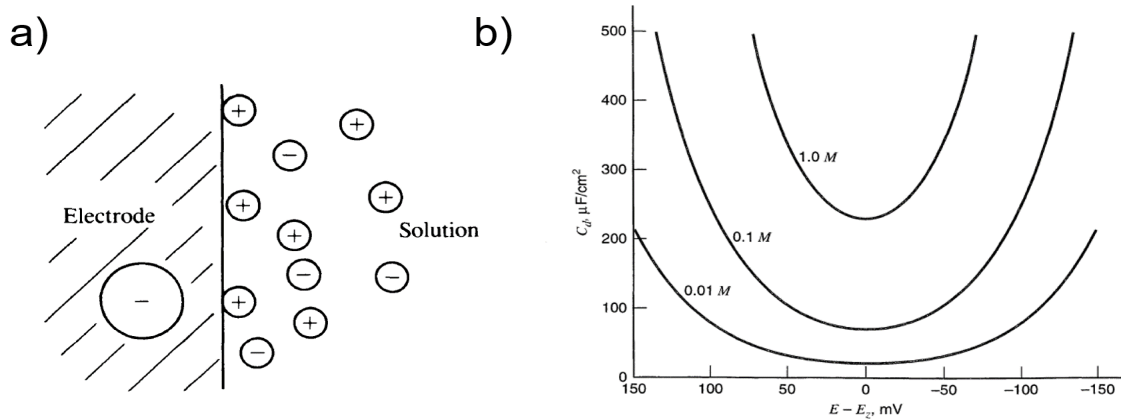 a)
Electrode
Solution
+
+
+
+
+
+
+
−
−
−
−
−
b)
500
400
300
200
100
0
C_d, μF/cm²
1.0 M
0.1 M
0.01 M
150
100
50
0
−50
−100
−150
E − E_z, mV